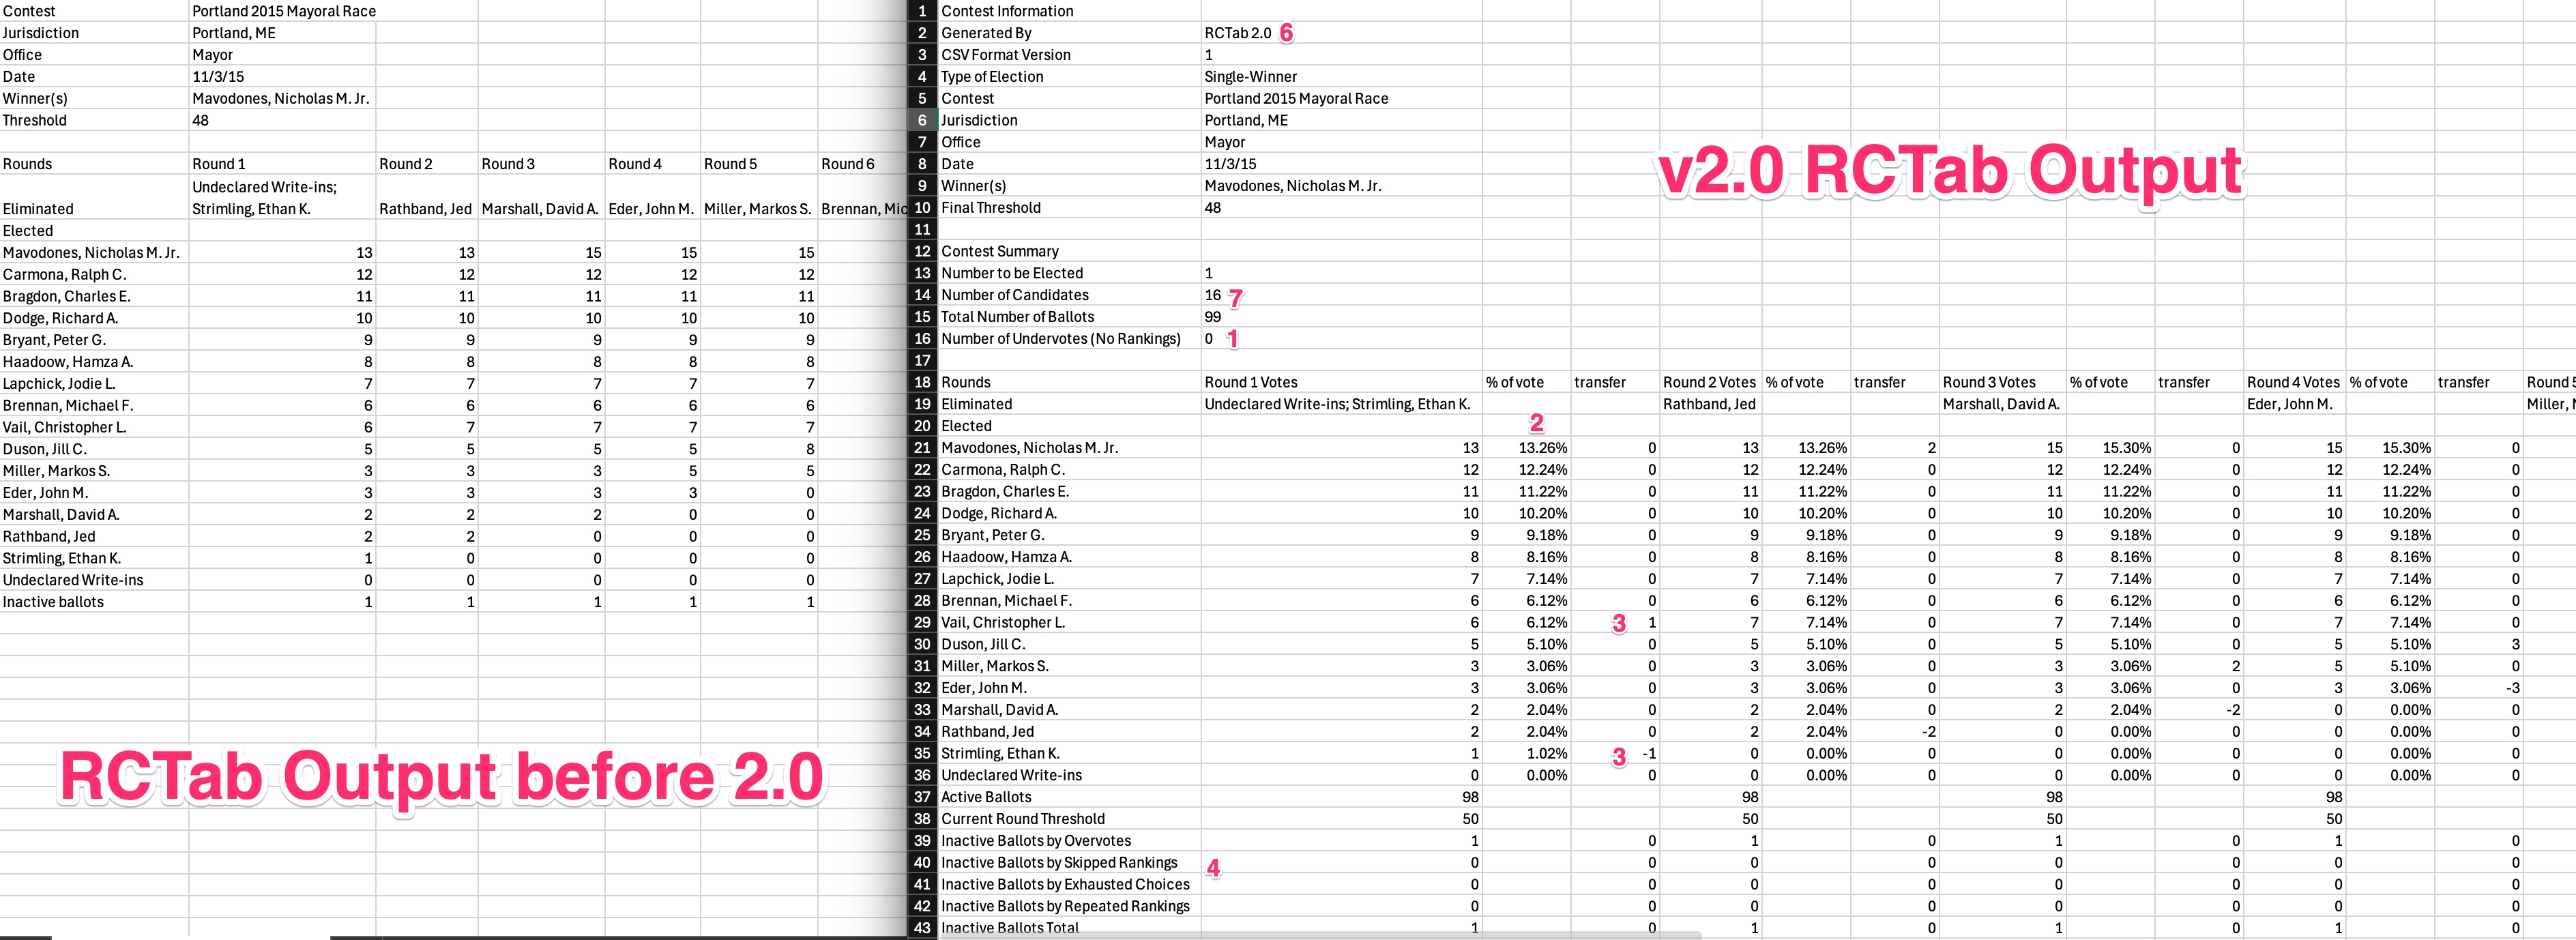 Contest Portland 2015 Mayoral Race
Jurisdiction Portland, ME
Office Mayor
Date 11/3/15
Winner(s) Mavodones, Nicholas M. Jr.
Threshold 48
Rounds Round 1 Round 2 Round 3 Round 4 Round 5 Round 6
Undeclared Write-ins;
Eliminated Strimling, Ethan K. Rathband, Jed Marshall, David A. Eder, John M. Miller, Markos S. Brennan, Mic
Elected
Mavodones, Nicholas M. Jr. 13 13 15 15 15
Carmona, Ralph C. 12 12 12 12 12
Bragdon, Charles E. 11 11 11 11 11
Dodge, Richard A. 10 10 10 10 10
Bryant, Peter G. 9 9 9 9 9
Haadoow, Hamza A. 8 8 8 8 8
Lapchick, Jodie L. 7 7 7 7 7
Brennan, Michael F. 6 6 6 6 6
Vail, Christopher L. 6 7 7 7 7
Duson, Jill C. 5 5 5 5 8
Miller, Markos S. 3 3 3 5 5
Eder, John M. 3 3 3 3 0
Marshall, David A. 2 2 2 0 0
Rathband, Jed 2 2 0 0 0
Strimling, Ethan K. 1 0 0 0 0
Undeclared Write-ins 0 0 0 0 0
Inactive ballots 1 1 1 1 1
RCTab Output before 2.0
1 Contest Information
2 Generated By RCTab 2.0 6
3 CSV Format Version 1
4 Type of Election Single-Winner
5 Contest Portland 2015 Mayoral Race
6 Jurisdiction Portland, ME
7 Office Mayor
v2.0 RCTab Output
8 Date 11/3/15
9 Winner(s) Mavodones, Nicholas M. Jr.
10 Final Threshold 48
11
12 Contest Summary
13 Number to be Elected 1
14 Number of Candidates 16 7
15 Total Number of Ballots 99
16 Number of Undervotes (No Rankings) 0 1
17
18 Rounds Round 1 Votes % of vote transfer Round 2 Votes % of vote transfer Round 3 Votes % of vote transfer Round 4 Votes % of vote transfer Round 5
19 Eliminated Undeclared Write-ins; Strimling, Ethan K. Rathband, Jed Marshall, David A. Eder, John M. Miller, M
20 Elected 2
21 Mavodones, Nicholas M. Jr. 13 13.26% 0 13 13.26% 2 15 15.30% 0 15 15.30% 0
22 Carmona, Ralph C. 12 12.24% 0 12 12.24% 0 12 12.24% 0 12 12.24% 0
23 Bragdon, Charles E. 11 11.22% 0 11 11.22% 0 11 11.22% 0 11 11.22% 0
24 Dodge, Richard A. 10 10.20% 0 10 10.20% 0 10 10.20% 0 10 10.20% 0
25 Bryant, Peter G. 9 9.18% 0 9 9.18% 0 9 9.18% 0 9 9.18% 0
26 Haadoow, Hamza A. 8 8.16% 0 8 8.16% 0 8 8.16% 0 8 8.16% 0
27 Lapchick, Jodie L. 7 7.14% 0 7 7.14% 0 7 7.14% 0 7 7.14% 0
28 Brennan, Michael F. 6 6.12% 0 6 6.12% 0 6 6.12% 0 6 6.12% 0
29 Vail, Christopher L. 6 6.12% 3 1 7 7.14% 0 7 7.14% 0 7 7.14% 0
30 Duson, Jill C. 5 5.10% 0 5 5.10% 0 5 5.10% 0 5 5.10% 3
31 Miller, Markos S. 3 3.06% 0 3 3.06% 0 3 3.06% 2 5 5.10% 0
32 Eder, John M. 3 3.06% 0 3 3.06% 0 3 3.06% 0 3 3.06% -3
33 Marshall, David A. 2 2.04% 0 2 2.04% 0 2 2.04% -2 0 0.00% 0
34 Rathband, Jed 2 2.04% 0 2 2.04% -2 0 0.00% 0 0 0.00% 0
35 Strimling, Ethan K. 1 1.02% 3 -1 0 0.00% 0 0 0.00% 0 0 0.00% 0
36 Undeclared Write-ins 0 0.00% 0 0 0.00% 0 0 0.00% 0 0 0.00% 0
37 Active Ballots 98 98 98 98
38 Current Round Threshold 50 50 50 50
39 Inactive Ballots by Overvotes 1 0 1 0 1 0 1 0
40 Inactive Ballots by Skipped Rankings 4 0 0 0 0 0 0 0 0
41 Inactive Ballots by Exhausted Choices 0 0 0 0 0 0 0 0
42 Inactive Ballots by Repeated Rankings 0 0 0 0 0 0 0 0
43 Inactive Ballots Total 1 0 1 0 1 0 1 0